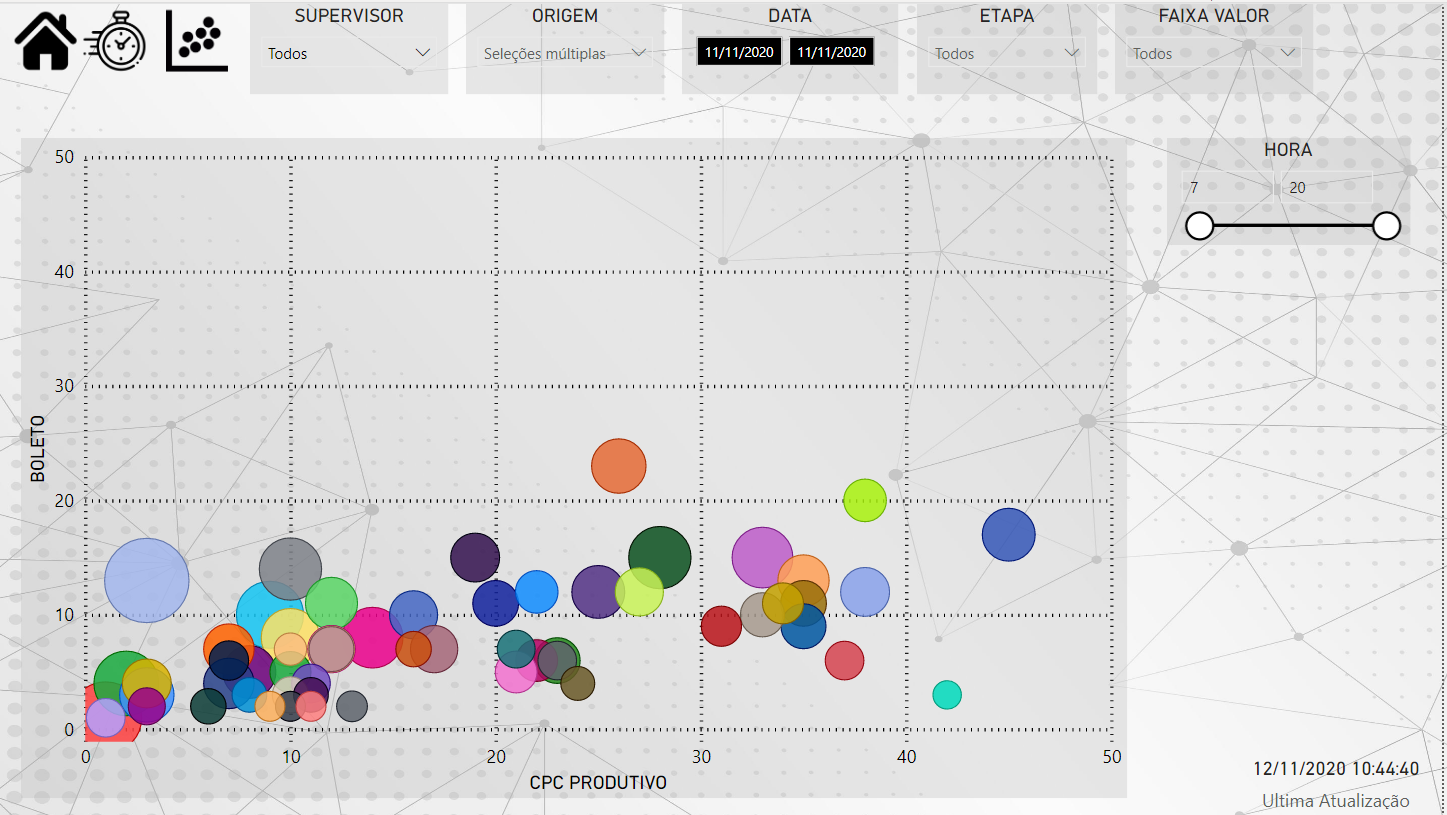 SUPERVISOR
Todos
ORIGEM
Seleções múltiplas
DATA
11/11/2020 11/11/2020
ETAPA
Todos
FAIXA VALOR
Todos
HORA
7 20
BOLETO
50
40
30
20
10
0
0 10 20 30 40 50
CPC PRODUTIVO
12/11/2020 10:44:40
Ultima Atualização